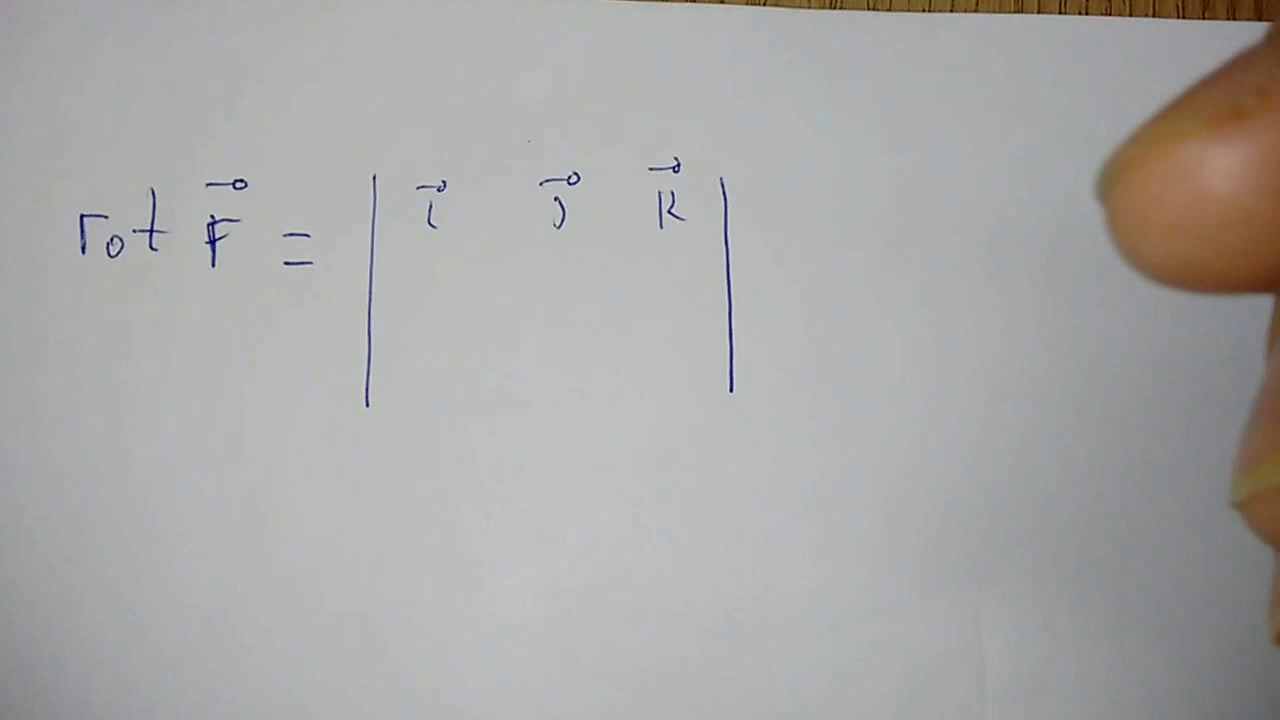 rot F⃗ = | i⃗ j⃗ k⃗ |